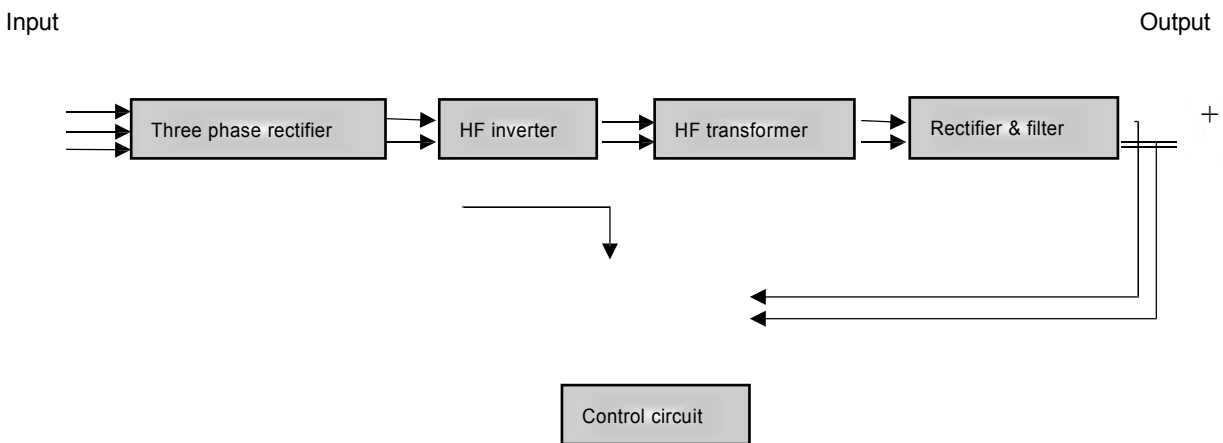 Input
Output
Three phase rectifier
HF inverter
HF transformer
Rectifier & filter
+
Control circuit